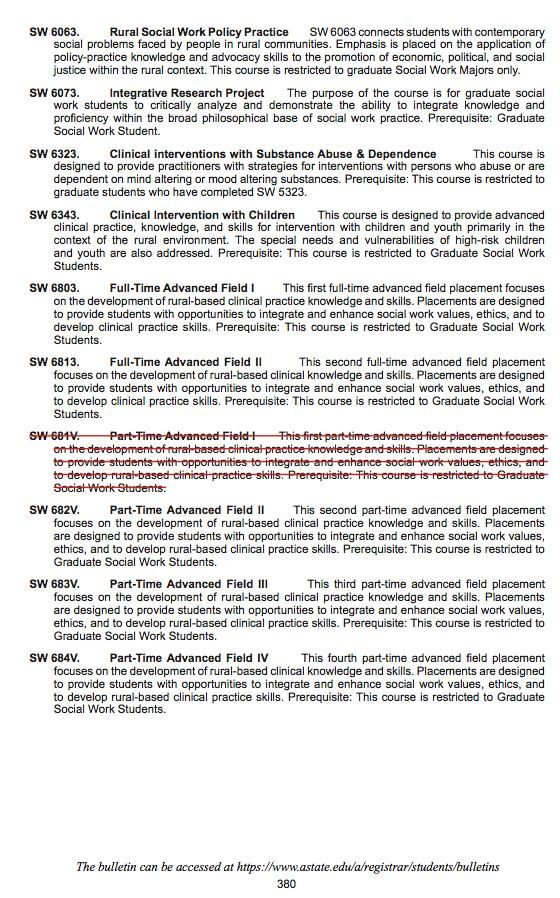 SW 6063. Rural Social Work Policy Practice SW 6063 connects students with contemporary
social problems faced by people in rural communities. Emphasis is placed on the application of
policy-practice knowledge and advocacy skills to the promotion of economic, political, and social
justice within the rural context. This course is restricted to graduate Social Work Majors only.
SW 6073. Integrative Research Project The purpose of the course is for graduate social
work students to critically analyze and demonstrate the ability to integrate knowledge and
proficiency within the broad philosophical base of social work practice. Prerequisite: Graduate
Social Work Student.
SW 6323. Clinical interventions with Substance Abuse & Dependence This course is
designed to provide practitioners with strategies for interventions with persons who abuse or are
dependent on mind altering or mood altering substances. Prerequisite: This course is restricted to
graduate students who have completed SW 5323.
SW 6343. Clinical Intervention with Children This course is designed to provide advanced
clinical practice, knowledge, and skills for intervention with children and youth primarily in the
context of the rural environment. The special needs and vulnerabilities of high-risk children
and youth are also addressed. Prerequisite: This course is restricted to Graduate Social Work
Students.
SW 6803. Full-Time Advanced Field I This first full-time advanced field placement focuses
on the development of rural-based clinical practice knowledge and skills. Placements are designed
to provide students with opportunities to integrate and enhance social work values, ethics, and to
develop clinical practice skills. Prerequisite: This course is restricted to Graduate Social Work
Students.
SW 6813. Full-Time Advanced Field II This second full-time advanced field placement
focuses on the development of rural-based clinical practice knowledge and skills. Placements are designed
to provide students with opportunities to integrate and enhance social work values, ethics, and
to develop clinical practice skills. Prerequisite: This course is restricted to Graduate Social Work
Students.
SW 681V. Part-Time Advanced Field I This first part-time advanced field placement focuses
on the development of rural-based clinical practice knowledge and skills. Placements are designed
to provide students with opportunities to integrate and enhance social work values, ethics, and
to develop rural-based clinical practice skills. Prerequisite: This course is restricted to Graduate
Social Work Students.
SW 682V. Part-Time Advanced Field II This second part-time advanced field placement
focuses on the development of rural-based clinical practice knowledge and skills. Placements
are designed to provide students with opportunities to integrate and enhance social work values,
ethics, and to develop rural-based clinical practice skills. Prerequisite: This course is restricted to
Graduate Social Work Students.
SW 683V. Part-Time Advanced Field III This third part-time advanced field placement
focuses on the development of rural-based clinical practice knowledge and skills. Placements
are designed to provide students with opportunities to integrate and enhance social work values,
ethics, and to develop rural-based clinical practice skills. Prerequisite: This course is restricted to
Graduate Social Work Students.
SW 684V. Part-Time Advanced Field IV This fourth part-time advanced field placement
focuses on the development of rural-based clinical knowledge and skills. Placements are designed
to provide students with opportunities to integrate and enhance social work values, ethics, and
to develop rural-based clinical practice skills. Prerequisite: This course is restricted to Graduate
Social Work Students.
The bulletin can be accessed at https://www.astate.edu/a/registrar/students/bulletins
380